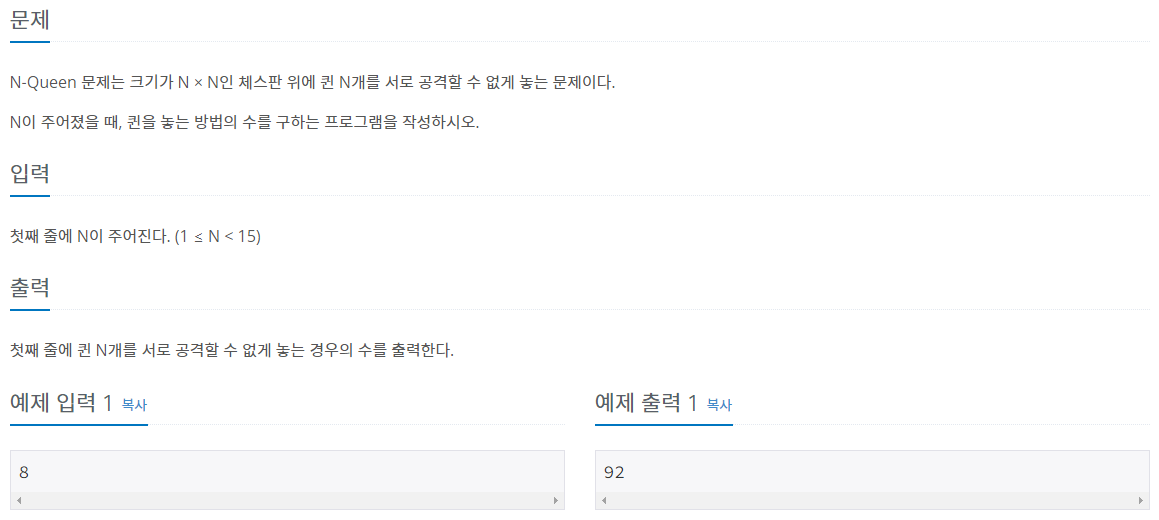 문제
N-Queen 문제는 크기가 N × N인 체스판 위에 퀸 N개를 서로 공격할 수 없게 놓는 문제이다.
N이 주어졌을 때, 퀸을 놓는 방법의 수를 구하는 프로그램을 작성하시오.
입력
첫째 줄에 N이 주어진다. (1 ≤ N < 15)
출력
첫째 줄에 퀸 N개를 서로 공격할 수 없게 놓는 경우의 수를 출력한다.
예제 입력 1 복사
8
예제 출력 1 복사
92